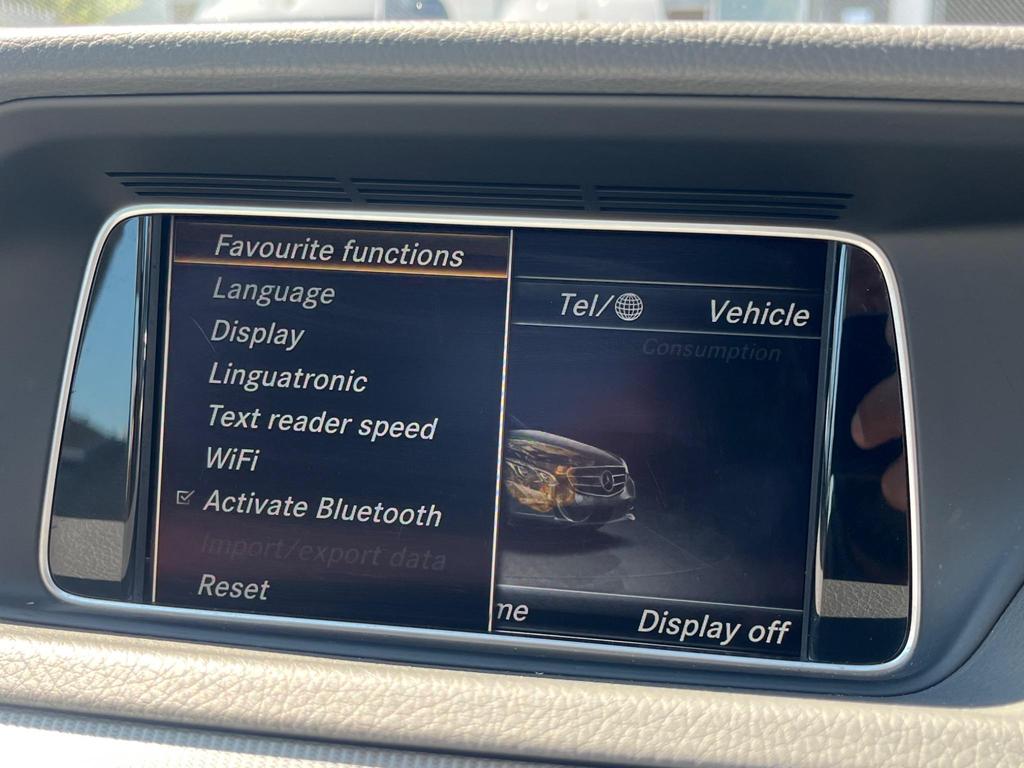 Favourite functions
Language
Display
Linguatronic
Text reader speed
WiFi
Activate Bluetooth
Import/export data
Reset
Tel/ Vehicle
Consumption
me Display off